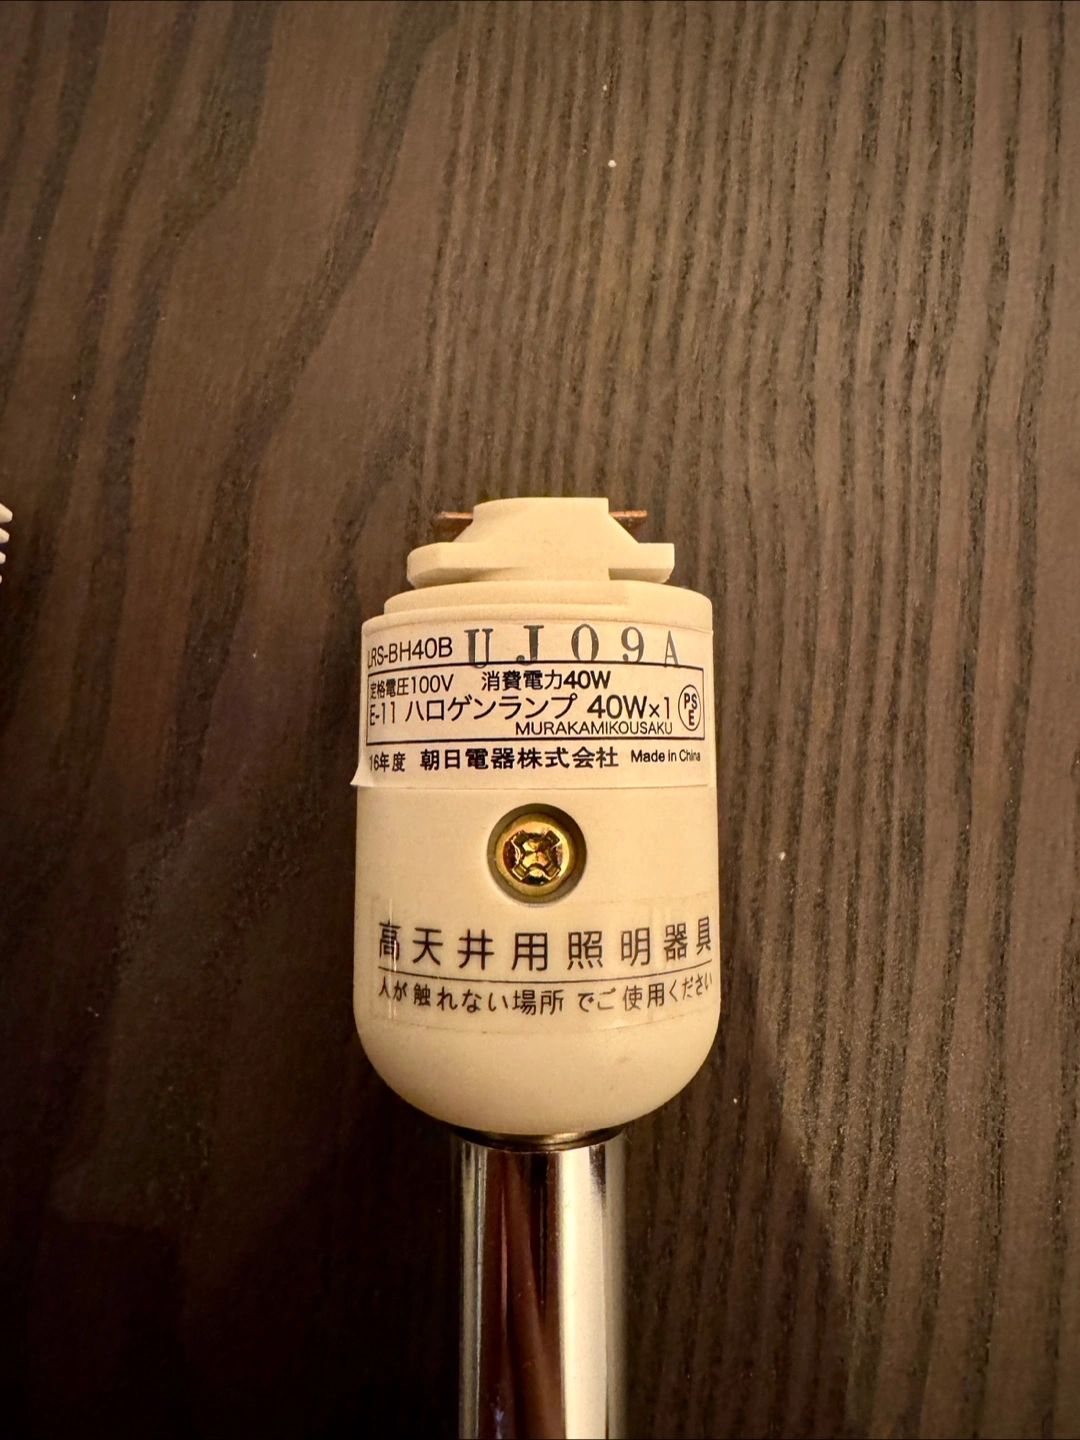 LRS-BH40B UJ09A
定格電圧100V 消費電力40W
E-11 ハロゲンランプ 40W×1
PS
E
MURAKAMIKOUSAKU
16年度 朝日電器株式会社 Made in China
高天井用照明器具
人が触れない場所でご使用ください